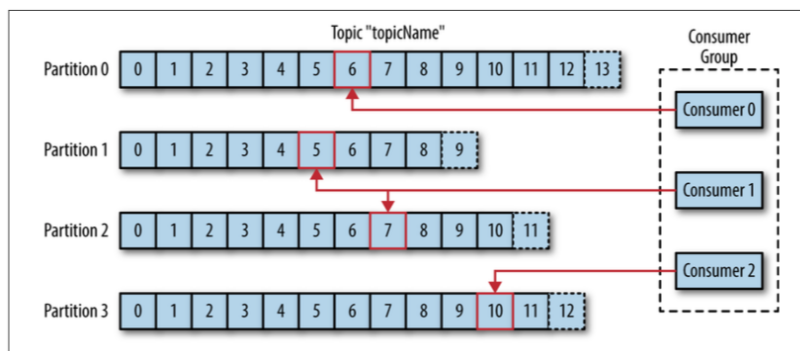 Topic "topicName"
Consumer
Group
Partition 0 0 1 2 3 4 5 6 7 8 9 10 11 12 13
Consumer 0
Partition 1 0 1 2 3 4 5 6 7 8 9
Consumer 1
Partition 2 0 1 2 3 4 5 6 7 8 9 10 11
Consumer 2
Partition 3 0 1 2 3 4 5 6 7 8 9 10 11 12